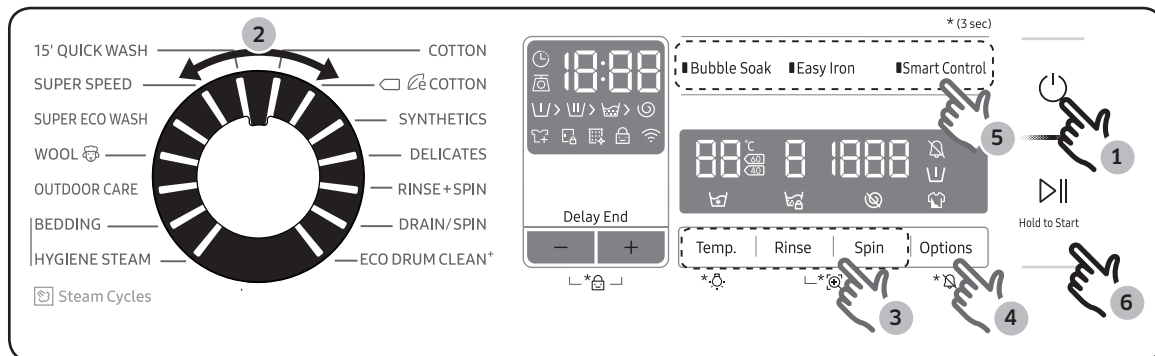 * (3 sec)
15' QUICK WASH
SUPER SPEED
SUPER ECO WASH
WOOL
OUTDOOR CARE
BEDDING
HYGIENE STEAM
Steam Cycles
2
COTTON
e COTTON
SYNTHETICS
DELICATES
RINSE+SPIN
DRAIN/SPIN
ECO DRUM CLEAN+
18:88
Delay End
− +
*
Bubble Soak Easy Iron Smart Control
5
88 °C 60 40 8 1888
Temp. Rinse Spin Options
* * *
3
4
1
Hold to Start
6